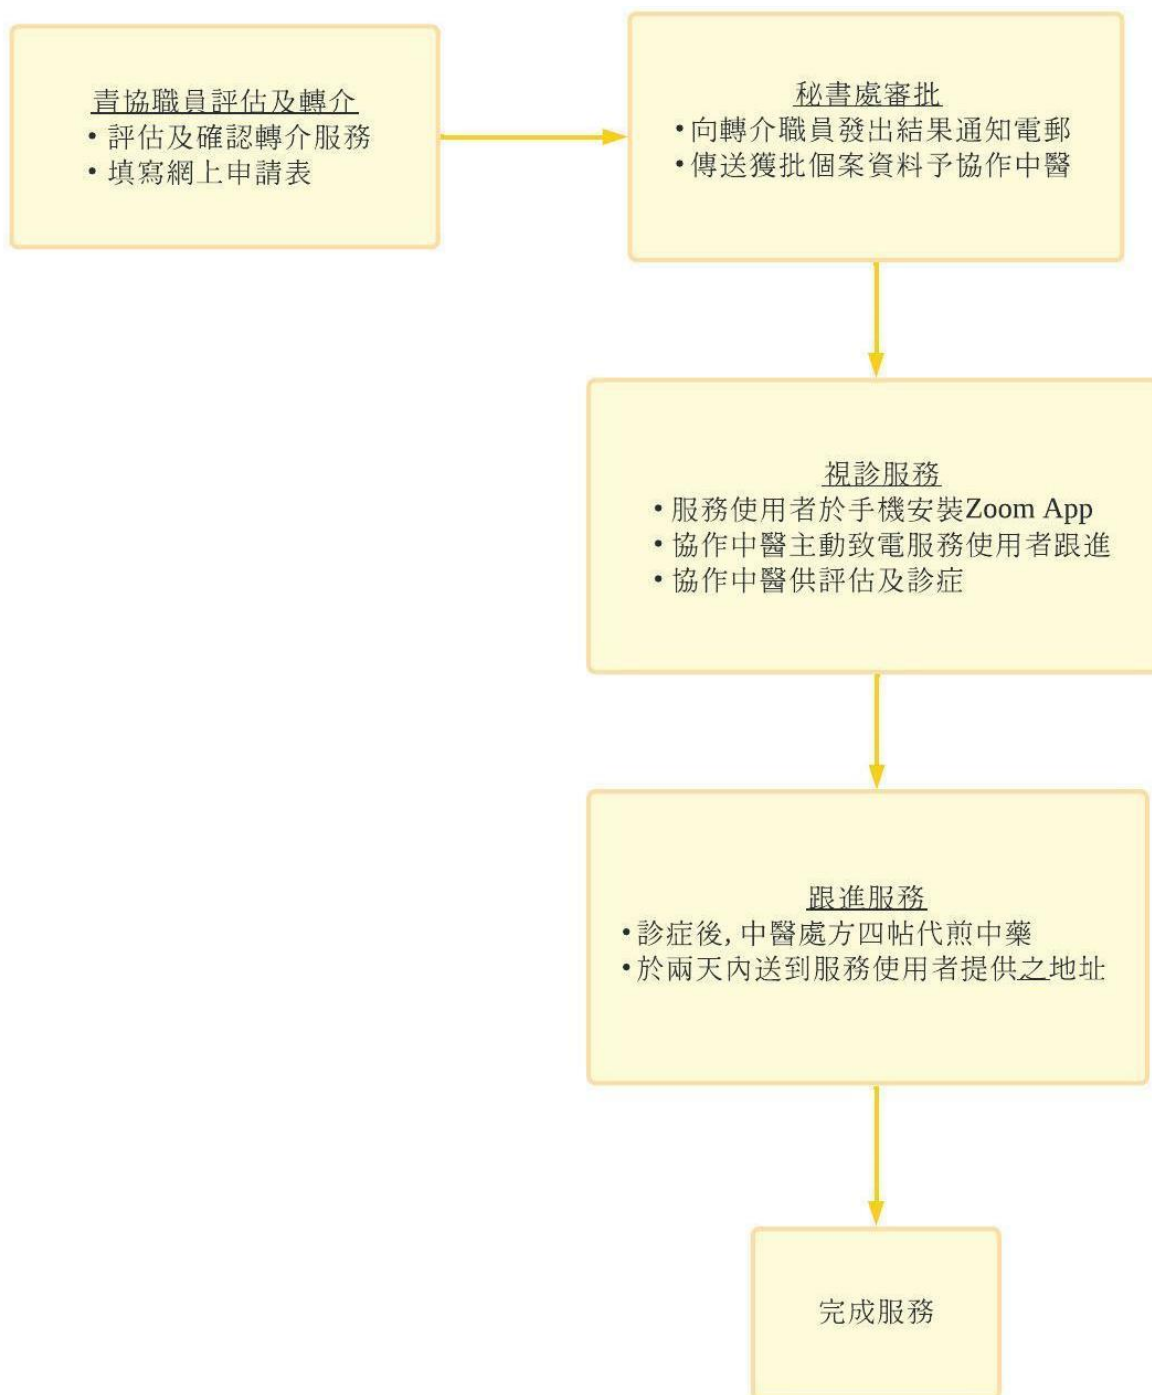 青協職員評估及轉介
• 評估及確認轉介服務
• 填寫網上申請表
秘書處審批
• 向轉介職員發出結果通知電郵
• 傳送獲批個案資料予協作中醫
視診服務
• 服務使用者於手機安裝Zoom App
• 協作中醫主動致電服務使用者跟進
• 協作中醫供評估及診症
跟進服務
• 診症後, 中醫處方四帖代煎中藥
• 於兩天內送到服務使用者提供之地址
完成服務